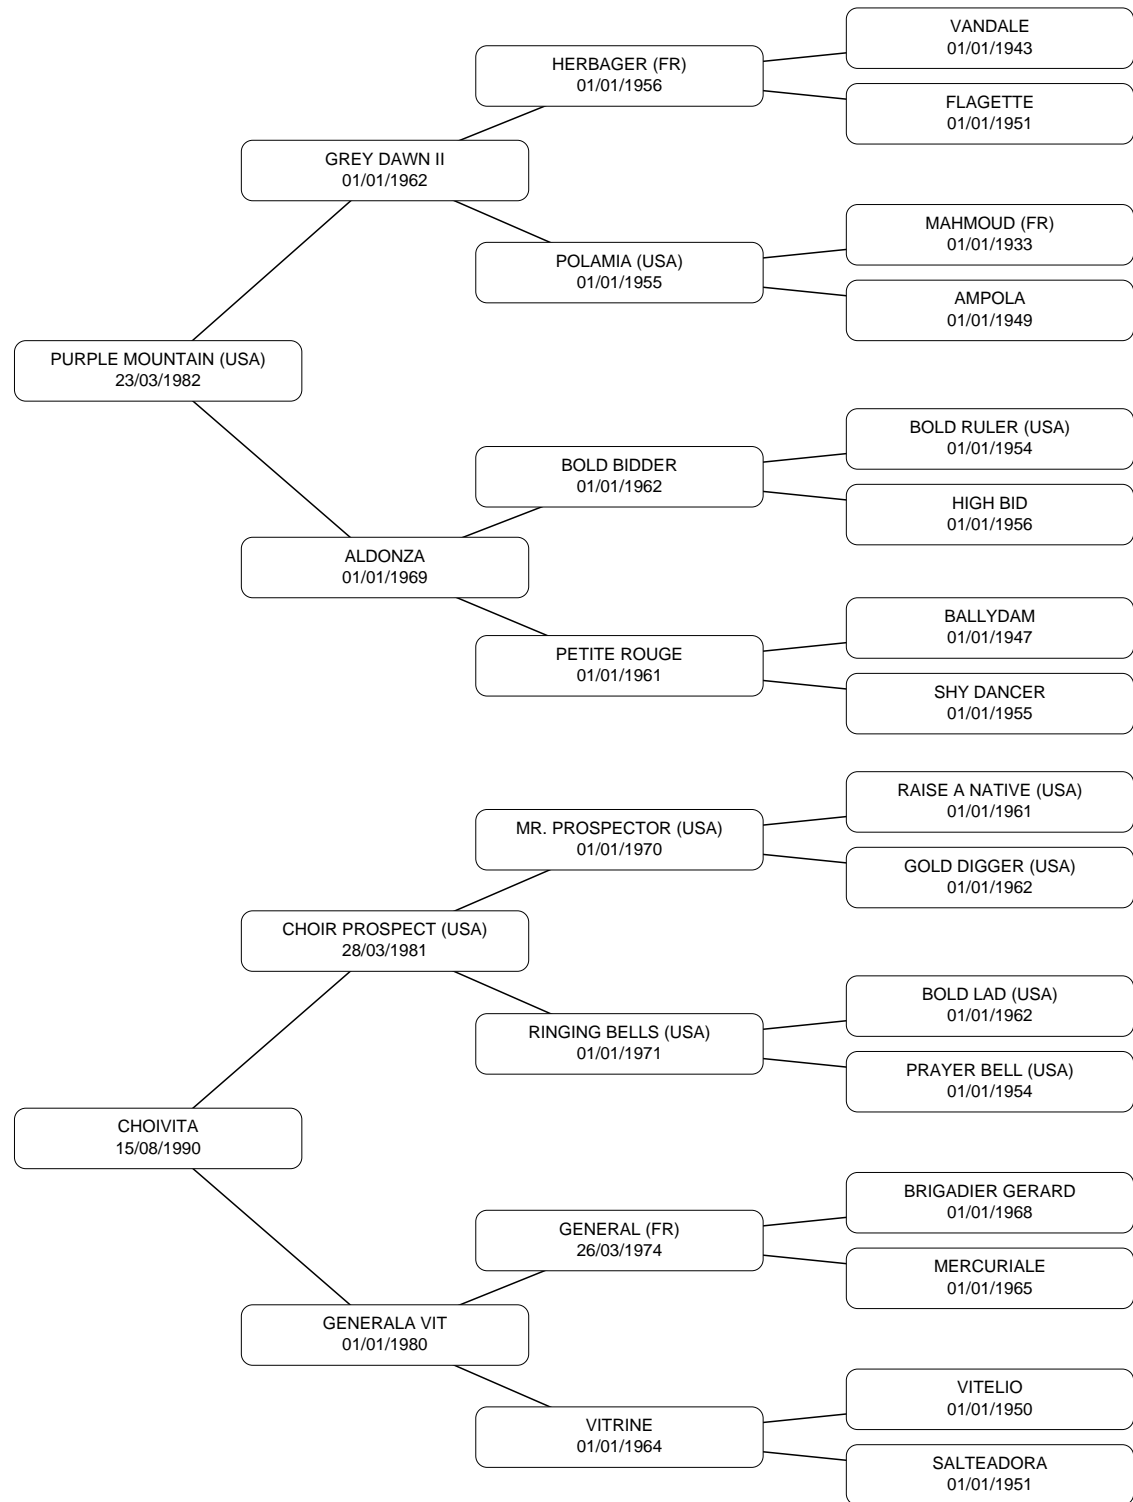 VANDALE
01/01/1943
HERBAGER (FR)
01/01/1956
FLAGETTE
01/01/1951
GREY DAWN II
01/01/1962
MAHMOUD (FR)
01/01/1933
POLAMIA (USA)
01/01/1955
AMPOLA
01/01/1949
PURPLE MOUNTAIN (USA)
23/03/1982
BOLD RULER (USA)
01/01/1954
BOLD BIDDER
01/01/1962
HIGH BID
01/01/1956
ALDONZA
01/01/1969
BALLYDAM
01/01/1947
PETITE ROUGE
01/01/1961
SHY DANCER
01/01/1955
RAISE A NATIVE (USA)
01/01/1961
MR. PROSPECTOR (USA)
01/01/1970
GOLD DIGGER (USA)
01/01/1962
CHOIR PROSPECT (USA)
28/03/1981
BOLD LAD (USA)
01/01/1962
RINGING BELLS (USA)
01/01/1971
PRAYER BELL (USA)
01/01/1954
CHOIVITA
15/08/1990
BRIGADIER GERARD
01/01/1968
GENERAL (FR)
26/03/1974
MERCURIALE
01/01/1965
GENERALA VIT
01/01/1980
VITELIO
01/01/1950
VITRINE
01/01/1964
SALTEADORA
01/01/1951